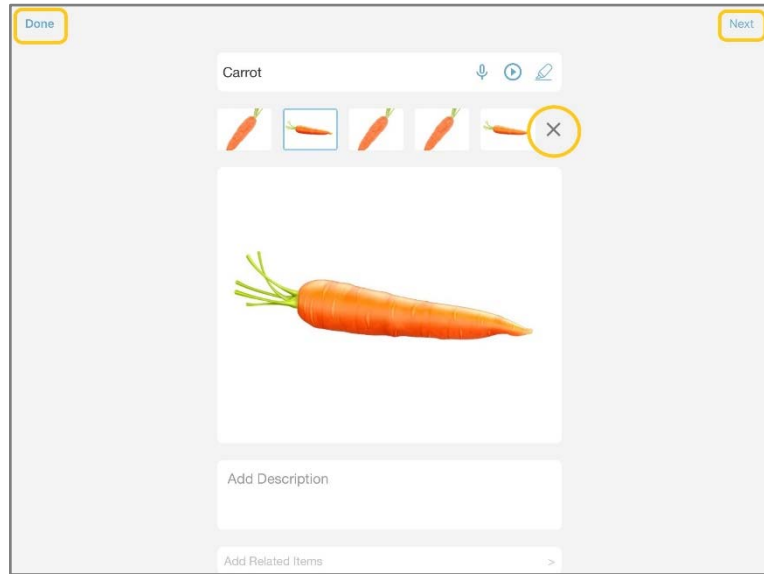 Done
Next
Carrot
Add Description
Add Related Items >